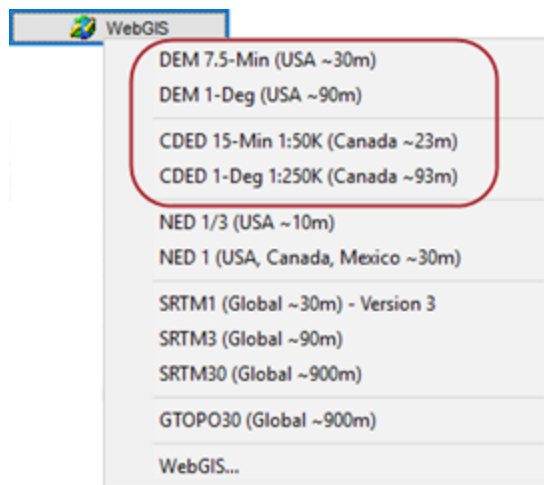 WebGIS
DEM 7.5-Min (USA ~30m)
DEM 1-Deg (USA ~90m)
CDED 15-Min 1:50K (Canada ~23m)
CDED 1-Deg 1:250K (Canada ~93m)
NED 1/3 (USA ~10m)
NED 1 (USA, Canada, Mexico ~30m)
SRTM1 (Global ~30m) - Version 3
SRTM3 (Global ~90m)
SRTM30 (Global ~900m)
GTOPO30 (Global ~900m)
WebGIS...